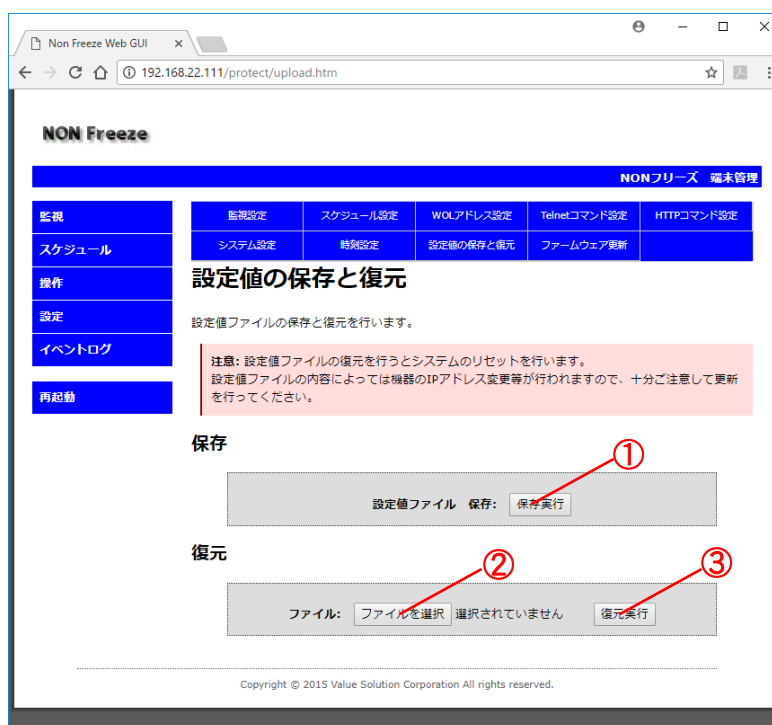 Non Freeze Web GUI
192.168.22.111/protect/upload.htm
NON Freeze
NONフリーズ 端末管理
監視
スケジュール
操作
設定
イベントログ
再起動
監視設定 スケジュール設定 WOLアドレス設定 Telnetコマンド設定 HTTPコマンド設定
システム設定 時刻設定 設定値の保存と復元 ファームウェア更新
設定値の保存と復元
設定値ファイルの保存と復元を行います。
注意: 設定値ファイルの復元を行うとシステムのリセットを行います。
設定値ファイルの内容によっては機器のIPアドレス変更等が行われますので、十分ご注意して更新
を行ってください。
保存
①
設定値ファイル 保存: 保存実行
復元
② ③
ファイル: ファイルを選択 選択されていません 復元実行
Copyright © 2015 Value Solution Corporation All rights reserved.